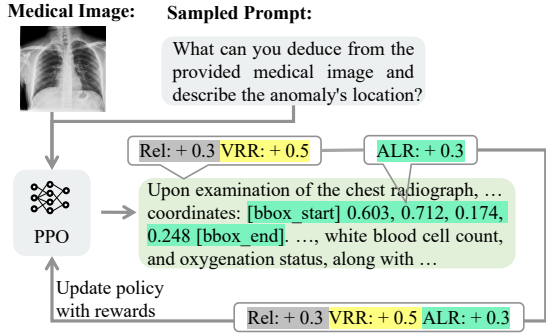 Medical Image:
Sampled Prompt:
What can you deduce from the
provided medical image and
describe the anomaly's location?
Rel: + 0.3 VRR: + 0.5
ALR: + 0.3
PPO
Upon examination of the chest radiograph, …
coordinates: [bbox_start] 0.603, 0.712, 0.174,
0.248 [bbox_end]. …, white blood cell count,
and oxygenation status, along with …
Update policy
with rewards
Rel: + 0.3 VRR: + 0.5 ALR: + 0.3